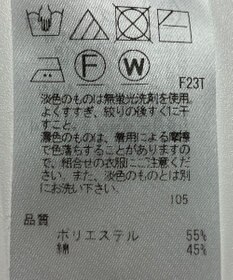 F
W
F23T
淡色のものは無蛍光洗剤を使用
よくすすぎ、絞りの後すぐに干
すこと。
濃色のものは、着用による摩擦
で色落ちすることがありますの
で、組合せの衣服にご注意くだ
さい。また、淡色のものとは別
にお洗い下さい。
105
品質
ポリエステル 55%
綿 45%